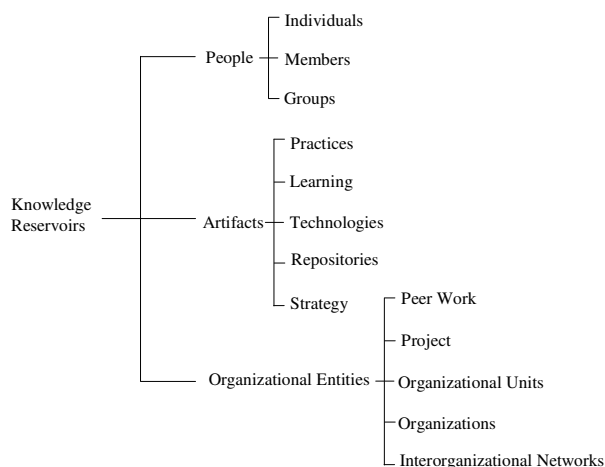 Individuals
People
Members
Groups
Practices
Learning
Knowledge
Reservoirs
Artifacts
Technologies
Repositories
Strategy
Peer Work
Project
Organizational Entities
Organizational Units
Organizations
Interorganizational Networks